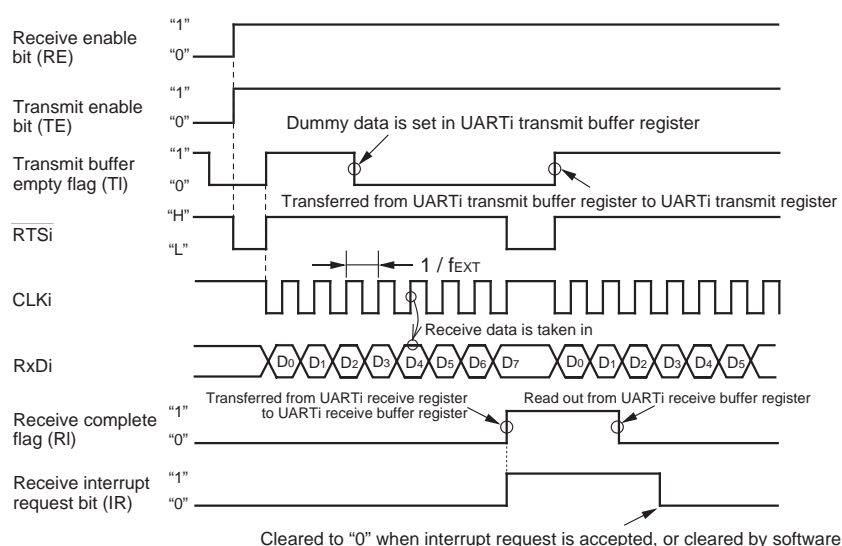 Receive enable
bit (RE)
“1”
“0”
Transmit enable
bit (TE)
“1”
“0”
Dummy data is set in UARTi transmit buffer register
Transmit buffer
empty flag (TI)
“1”
“0”
Transferred from UARTi transmit buffer register to UARTi transmit register
RTSi
“H”
“L”
1 / fEXT
CLKi
Receive data is taken in
RxDi
D0 D1 D2 D3 D4 D5 D6 D7 D0 D1 D2 D3 D4 D5
Transferred from UARTi receive register
to UARTi receive buffer register
Read out from UARTi receive buffer register
Receive complete
flag (RI)
“1”
“0”
Receive interrupt
request bit (IR)
“1”
“0”
Cleared to “0” when interrupt request is accepted, or cleared by software